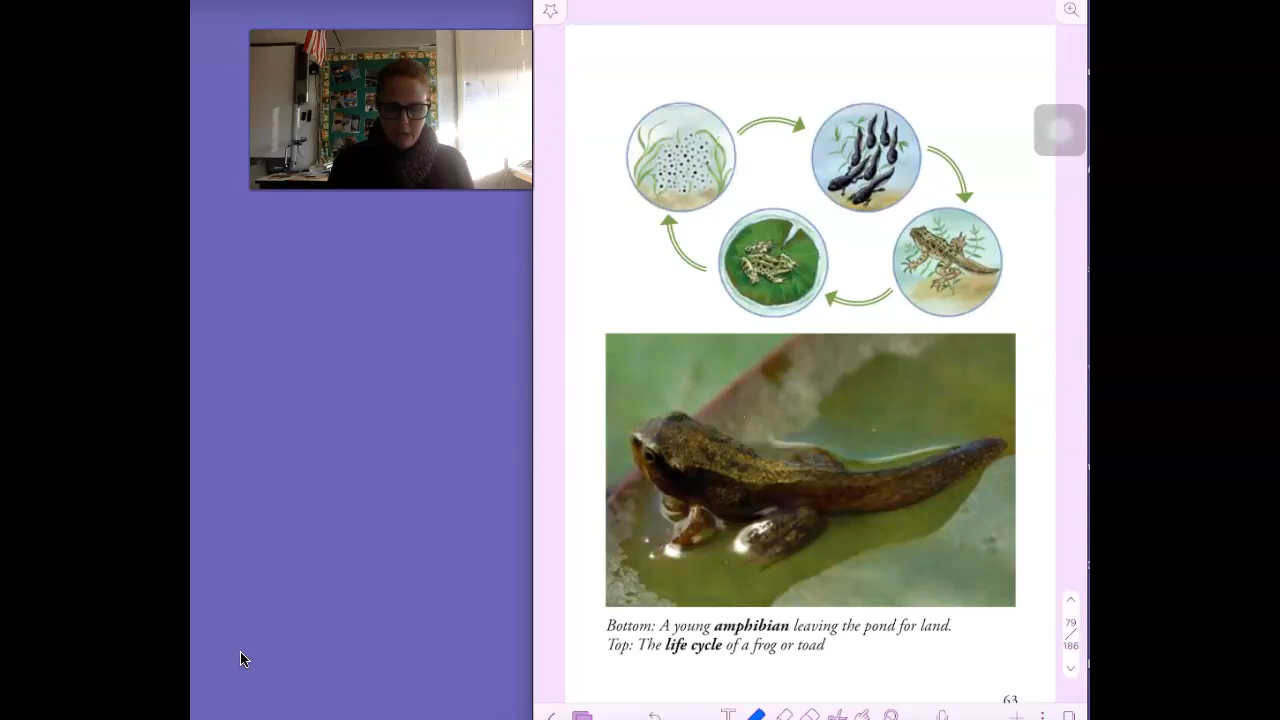 Bottom: A young amphibian leaving the pond for land.
Top: The life cycle of a frog or toad
79
186
63